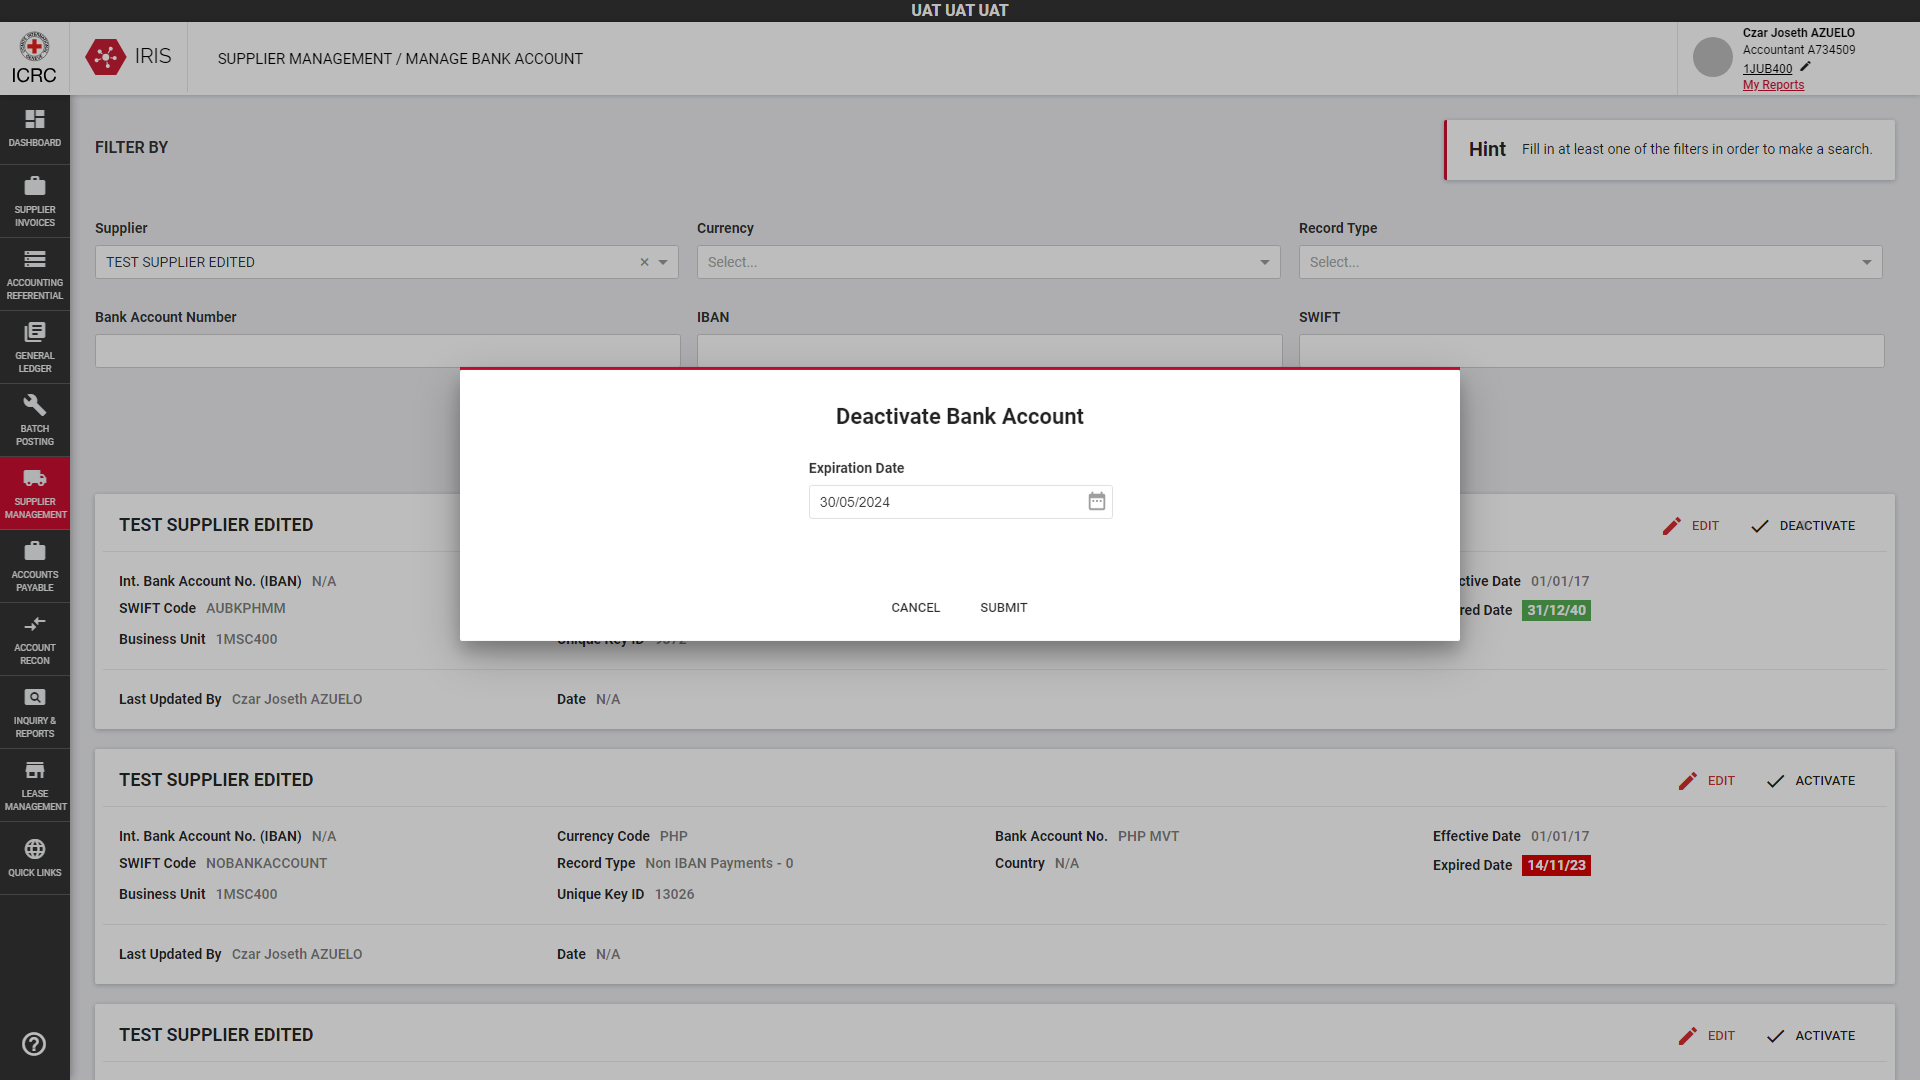 UAT UAT UAT
ICRC
IRIS
SUPPLIER MANAGEMENT / MANAGE BANK ACCOUNT
Czar Joseth AZUELO
Accountant A734509
1JUB400
My Reports
DASHBOARD
SUPPLIER
INVOICES
ACCOUNTING
REFERENTIAL
GENERAL
LEDGER
BATCH
POSTING
SUPPLIER
MANAGEMENT
ACCOUNTS
PAYABLE
ACCOUNT
RECON
INQUIRY &
REPORTS
LEASE
MANAGEMENT
QUICK LINKS
FILTER BY
Hint Fill in at least one of the filters in order to make a search.
Supplier Currency Record Type
TEST SUPPLIER EDITED Select... Select...
Bank Account Number IBAN SWIFT
Deactivate Bank Account
Expiration Date
30/05/2024
CANCEL SUBMIT
TEST SUPPLIER EDITED EDIT DEACTIVATE
Int. Bank Account No. (IBAN) N/A ctive Date 01/01/17
SWIFT Code AUBKPHMM red Date 31/12/40
Business Unit 1MSC400 Unique Key ID
Last Updated By Czar Joseth AZUELO Date N/A
TEST SUPPLIER EDITED EDIT ACTIVATE
Int. Bank Account No. (IBAN) N/A Currency Code PHP Bank Account No. PHP MVT Effective Date 01/01/17
SWIFT Code NOBANKACCOUNT Record Type Non IBAN Payments - 0 Country N/A Expired Date 14/11/23
Business Unit 1MSC400 Unique Key ID 13026
Last Updated By Czar Joseth AZUELO Date N/A
TEST SUPPLIER EDITED EDIT ACTIVATE